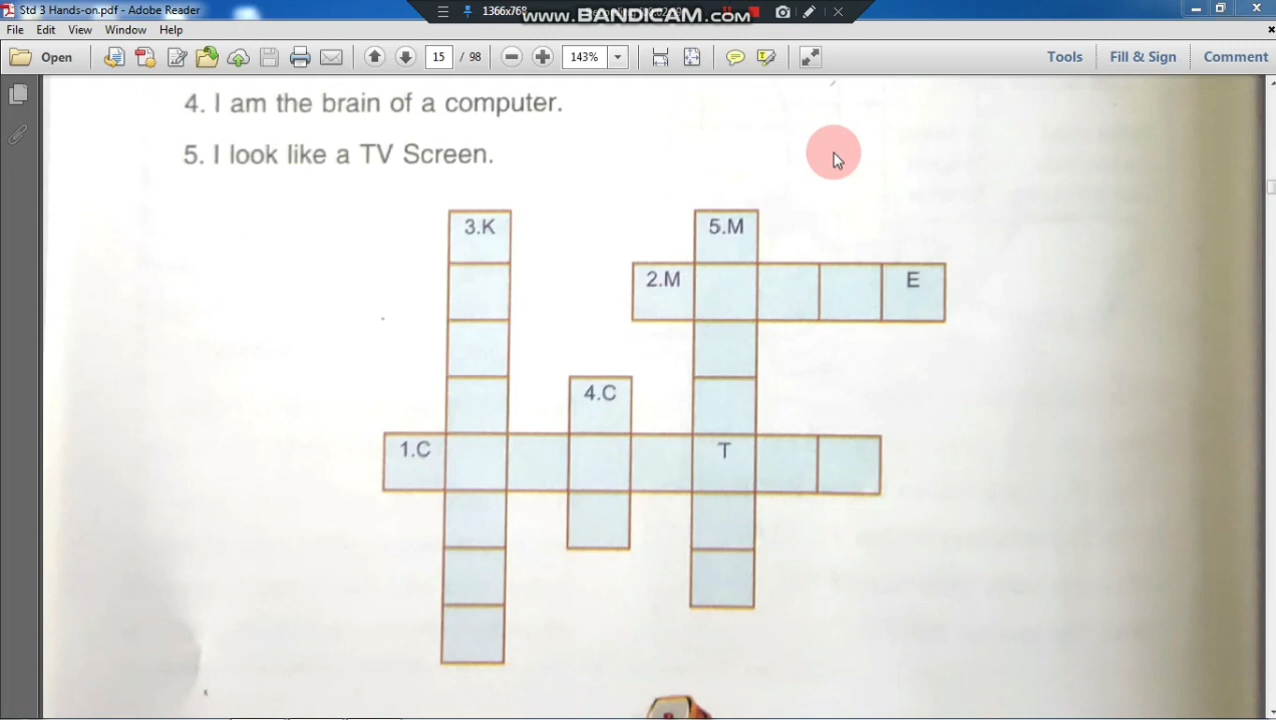 Std 3 Hands-on.pdf - Adobe Reader
1366x768
www.BANDICAM.com
File Edit View Window Help
Open 15 / 98 143% Tools Fill & Sign Comment
4. I am the brain of a computer.
5. I look like a TV Screen.
3.K 5.M
2.M E
4.C
1.C T